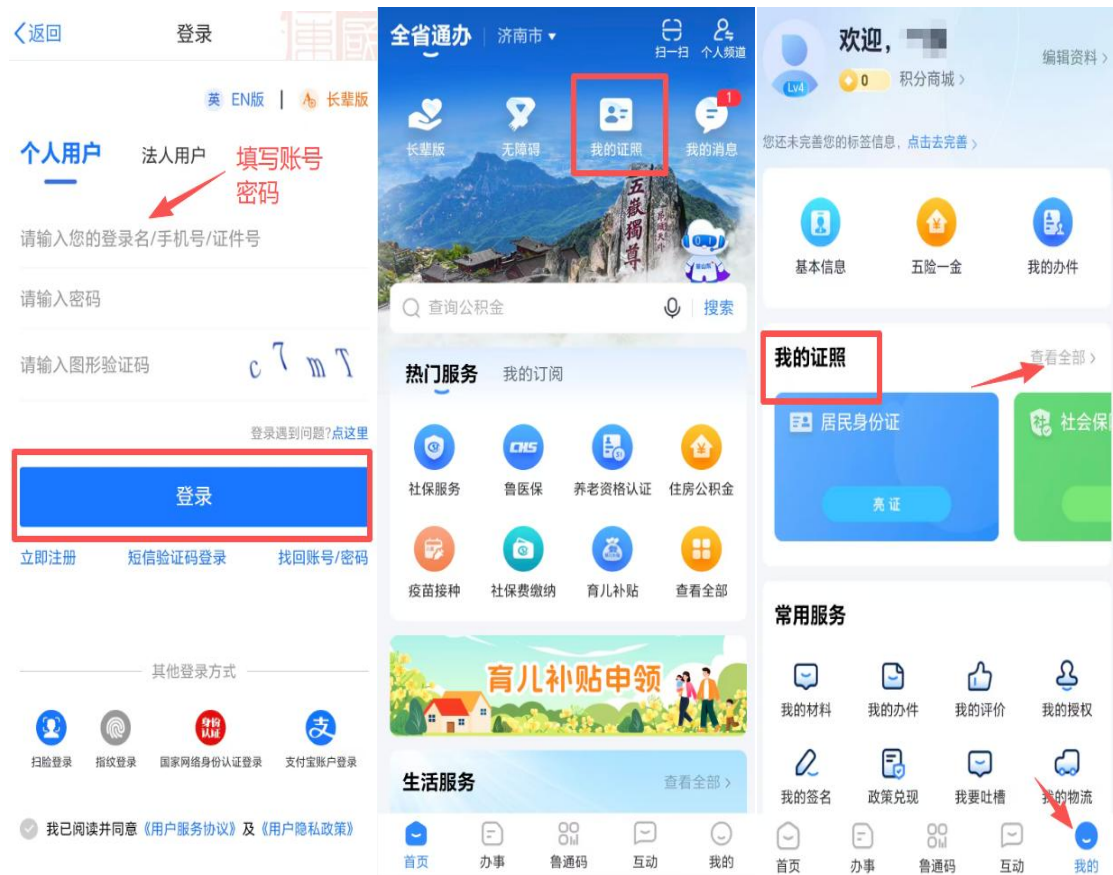 返回
登录
英 EN版 | 长辈版
个人用户 法人用户
填写账号
密码
请输入您的登录名/手机号/证件号
请输入密码
请输入图形验证码
c 7 m T
登录遇到问题?点这里
登录
立即注册 短信验证码登录 找回账号/密码
其他登录方式
身份
认证
支
扫脸登录 指纹登录 国家网络身份认证登录 支付宝账户登录
我已阅读并同意《用户服务协议》及《用户隐私政策》
全省通办 济南市
扫一扫 个人频道
1
长辈版 无障碍 我的证照 我的消息
五嶽獨尊
查询公积金 搜索
热门服务 我的订阅
CHS
社保服务 鲁医保 养老资格认证 住房公积金
疫苗接种 社保费缴纳 育儿补贴 查看全部
育儿补贴申领
生活服务 查看全部
首页 办事 鲁通码 互动 我的
欢迎,
编辑资料
Lv4
0 积分商城
您还未完善您的标签信息,点击去完善
基本信息 五险一金 我的办件
我的证照 查看全部
居民身份证 社会保
亮证
常用服务
我的材料 我的办件 我的评价 我的授权
我的签名 政策兑现 我要吐槽 我的物流
首页 办事 鲁通码 互动 我的